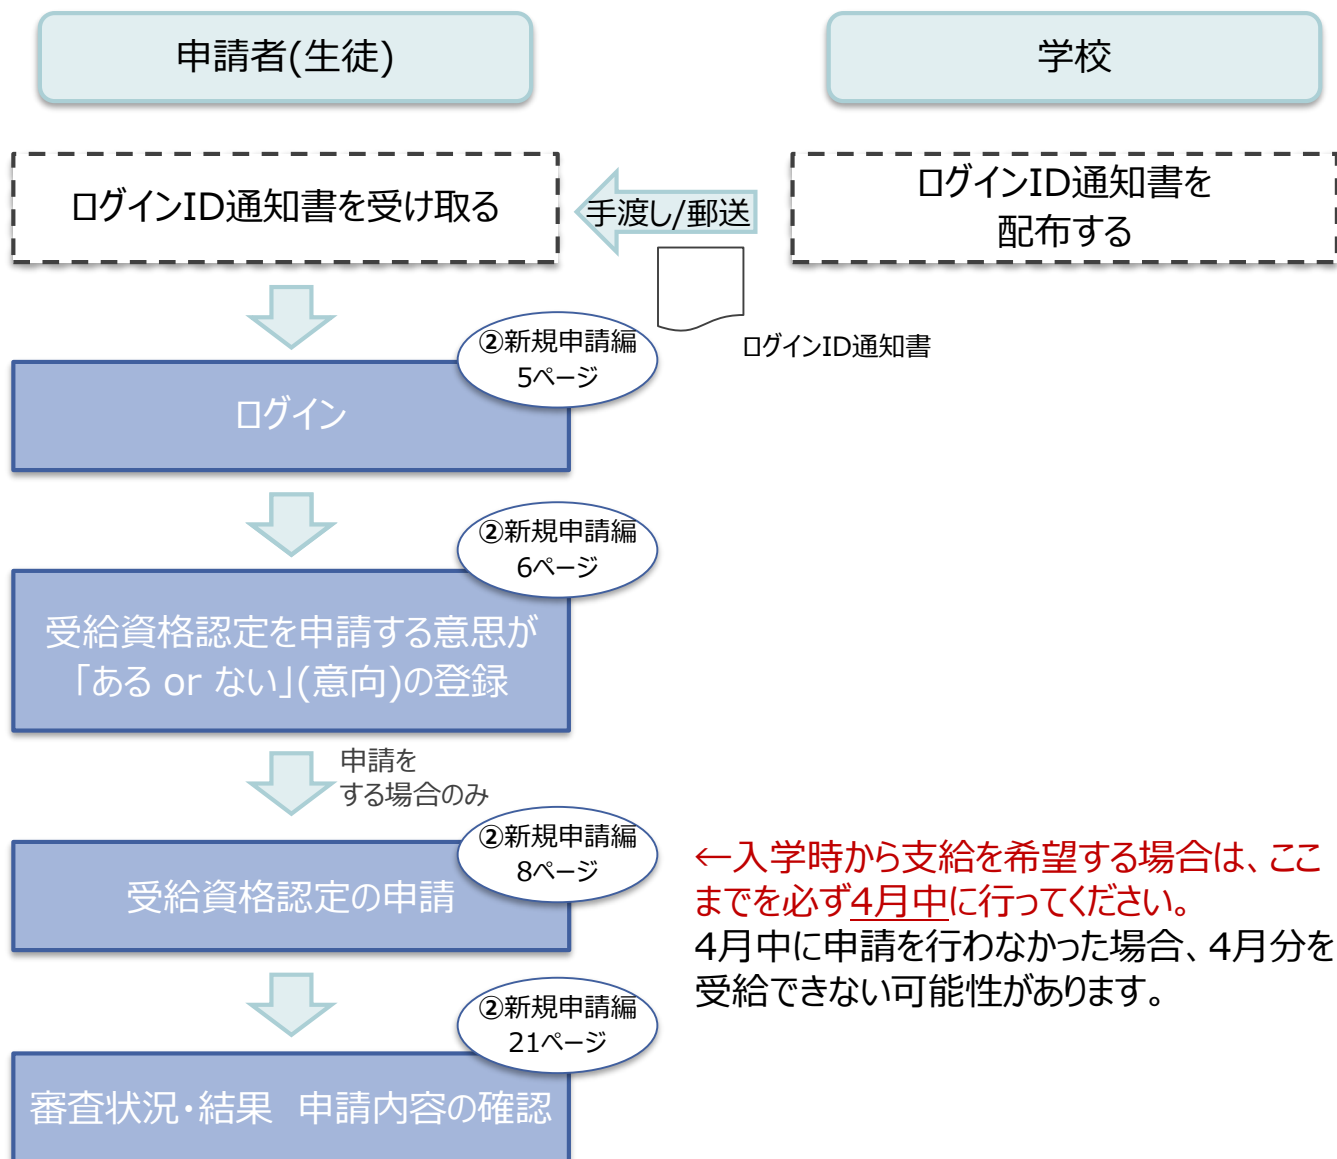 申請者(生徒)
学校
ログインID通知書を受け取る
手渡し/郵送
ログインID通知書を
配布する
ログインID通知書
②新規申請編
5ページ
ログイン
②新規申請編
6ページ
受給資格認定を申請する意思が
「ある or ない」(意向)の登録
申請を
する場合のみ
②新規申請編
8ページ
受給資格認定の申請
←入学時から支給を希望する場合は、ここ
までを必ず4月中に行ってください。
4月中に申請を行わなかった場合、4月分を
受給できない可能性があります。
②新規申請編
21ページ
審査状況・結果　申請内容の確認